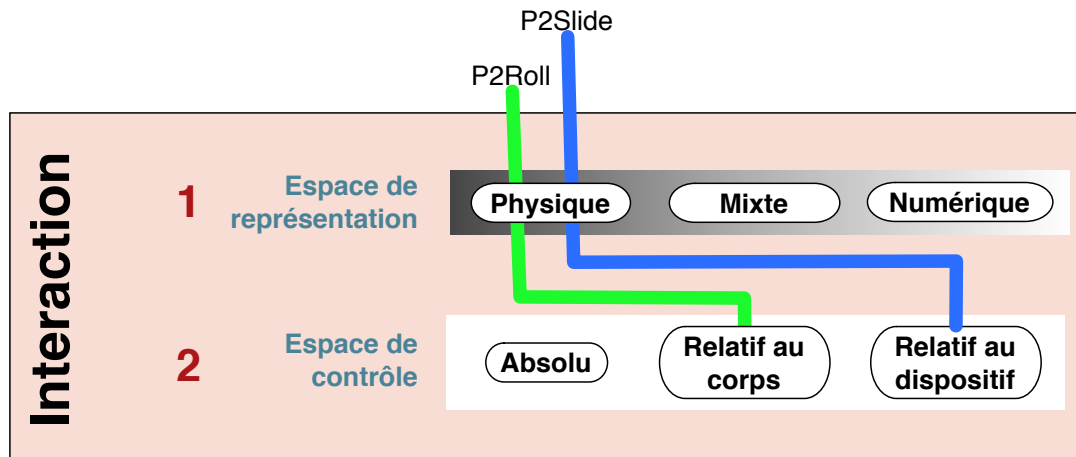 P2Slide
P2Roll
Interaction
1
Espace de
représentation
Physique
Mixte
Numérique
2
Espace de
contrôle
Absolu
Relatif au
corps
Relatif au
dispositif